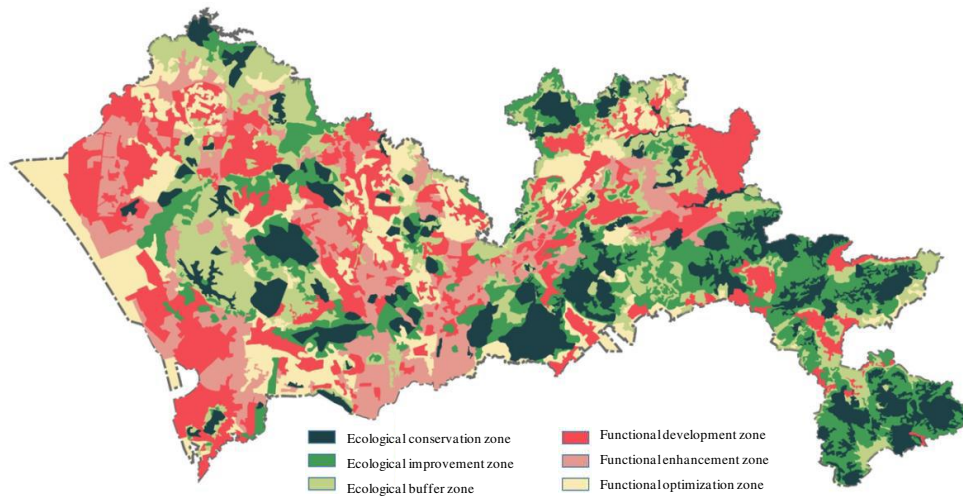 Ecological conservation zone
Ecological improvement zone
Ecological buffer zone
Functional development zone
Functional enhancement zone
Functional optimization zone